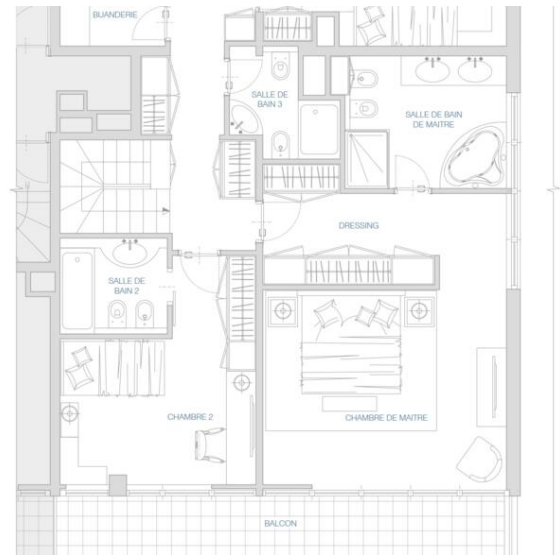 BUANDERIE
SALLE DE
BAIN 3
SALLE DE BAIN
DE MAITRE
DRESSING
SALLE DE
BAIN 2
CHAMBRE 2
CHAMBRE DE MAITRE
BALCON